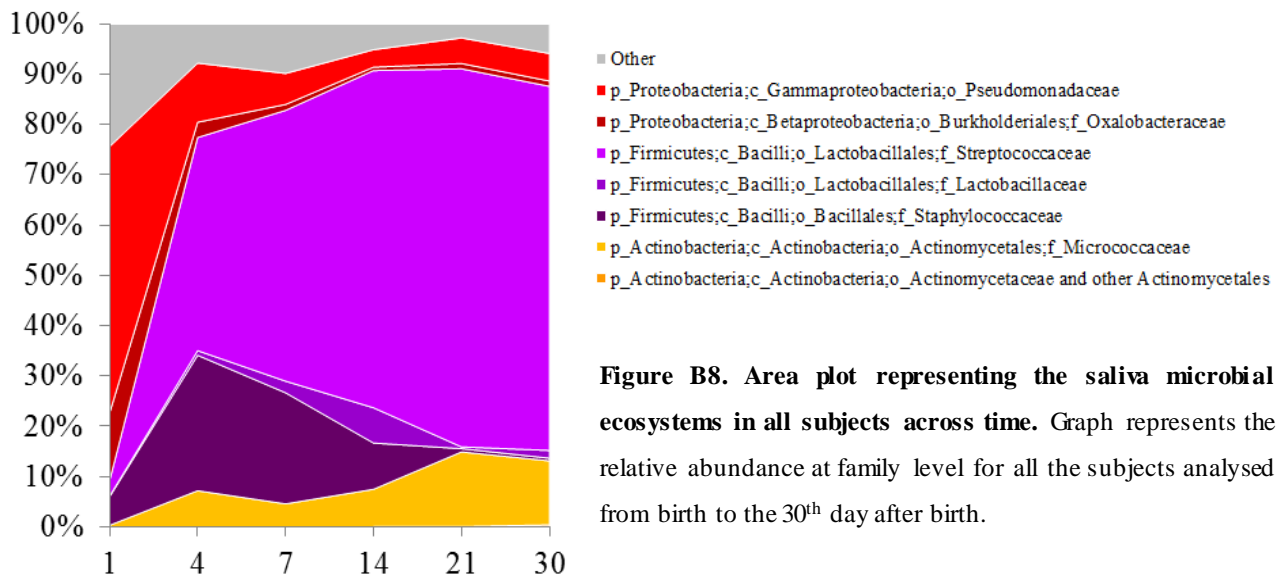 100%
90%
80%
70%
60%
50%
40%
30%
20%
10%
0%
1 4 7 14 21 30
Other
p_Proteobacteria;c_Gammaproteobacteria;o_Pseudomonadaceae
p_Proteobacteria;c_Betaproteobacteria;o_Burkholderiales;f_Oxalobacteraceae
p_Firmicutes;c_Bacilli;o_Lactobacillales;f_Streptococcaceae
p_Firmicutes;c_Bacilli;o_Lactobacillales;f_Lactobacillaceae
p_Firmicutes;c_Bacilli;o_Bacillales;f_Staphylococcaceae
p_Actinobacteria;c_Actinobacteria;o_Actinomycetales;f_Micrococcaceae
p_Actinobacteria;c_Actinobacteria;o_Actinomycetaceae and other Actinomycetales
Figure B8. Area plot representing the saliva microbial
ecosystems in all subjects across time. Graph represents the
relative abundance at family level for all the subjects analysed
from birth to the 30th day after birth.